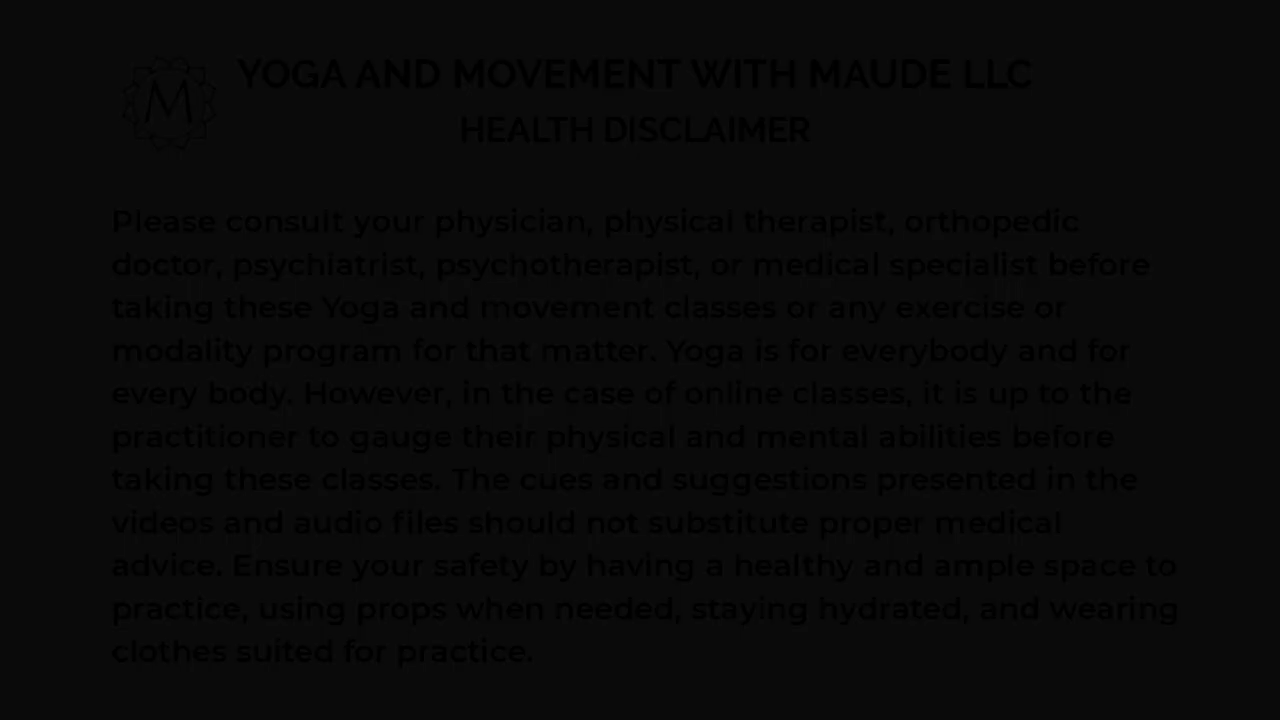 M
YOGA AND MOVEMENT WITH MAUDE LLC
HEALTH DISCLAIMER
Please consult your physician, physical therapist, orthopedic
doctor, psychiatrist, psychotherapist, or medical specialist before
taking these Yoga and movement classes or any exercise or
modality program for that matter. Yoga is for everybody and for
every body. However, in the case of online classes, it is up to the
practitioner to gauge their physical and mental abilities before
taking these classes. The cues and suggestions presented in the
videos and audio files should not substitute proper medical
advice. Ensure your safety by having a healthy and ample space to
practice, using props when needed, staying hydrated, and wearing
clothes suited for practice.